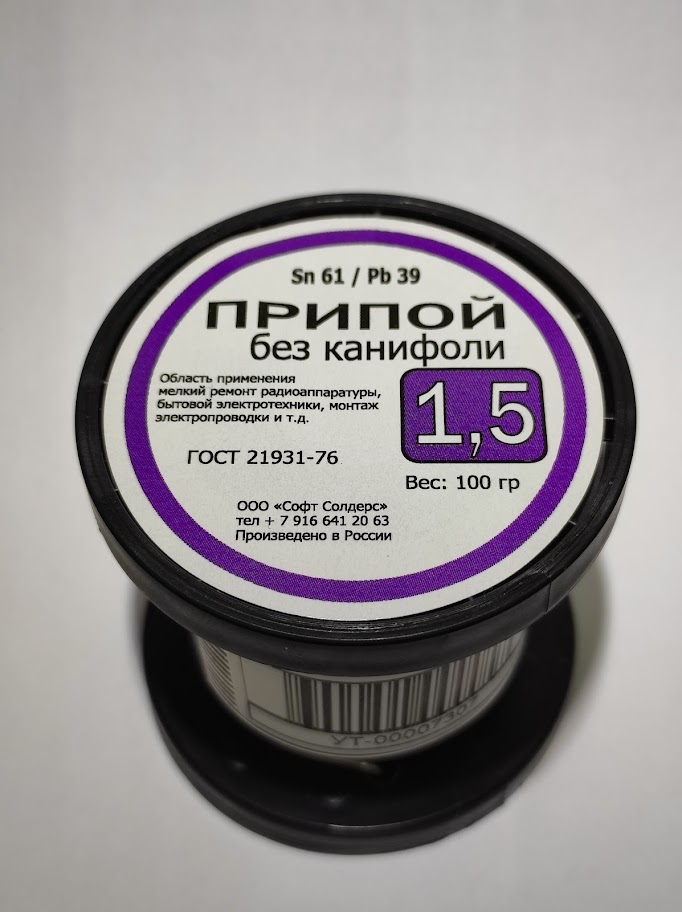 Sn 61 / Pb 39
ПРИПОЙ
без канифоли
Область применения
мелкий ремонт радиоаппаратуры,
бытовой электротехники, монтаж
электропроводки и т.д.
1,5
ГОСТ 21931-76
Вес: 100 гр
ООО «Софт Солдерс»
тел + 7 916 641 20 63
Произведено в России